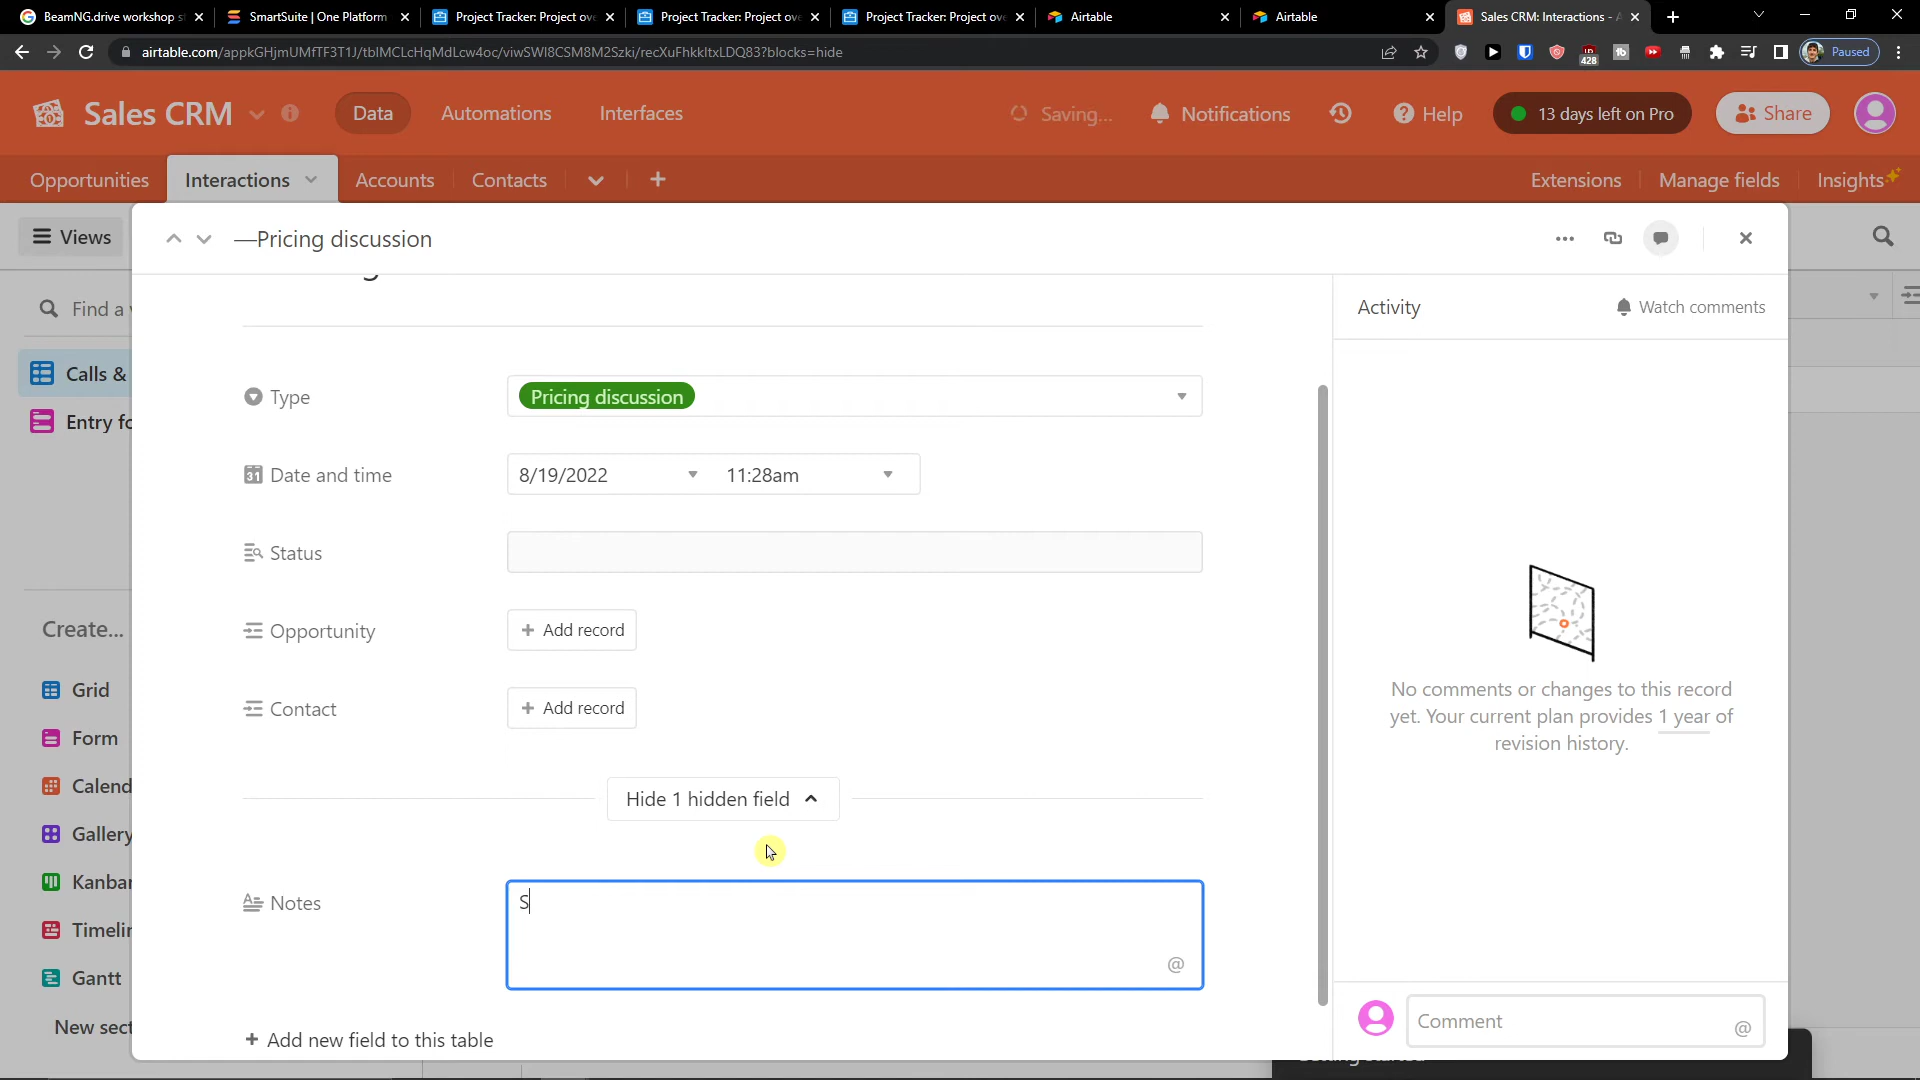 BeamNG.drive workshop s
SmartSuite | One Platform
Project Tracker: Project ove
Project Tracker: Project ove
Project Tracker: Project ove
Airtable
Airtable
Sales CRM: Interactions - A
airtable.com/appkGHjmUMfTF3T1J/tblMCLcHqMdLcw4oc/viwSWI8CSM8M2Szki/recXuFhkkItxLDQ83?blocks=hide
428
Paused
Sales CRM
Data
Automations
Interfaces
Saving...
Notifications
Help
13 days left on Pro
Share
Opportunities
Interactions
Accounts
Contacts
Extensions
Manage fields
Insights
Views
—Pricing discussion
Find a v
Activity
Watch comments
Calls &
Type
Pricing discussion
Entry fo
Date and time
8/19/2022
11:28am
Status
Create...
Opportunity
+ Add record
Grid
Contact
+ Add record
No comments or changes to this record
yet. Your current plan provides 1 year of
revision history.
Form
Calend
Hide 1 hidden field
Gallery
Kanbar
Notes
S
@
Timelin
Gantt
Comment
@
New sect
+ Add new field to this table